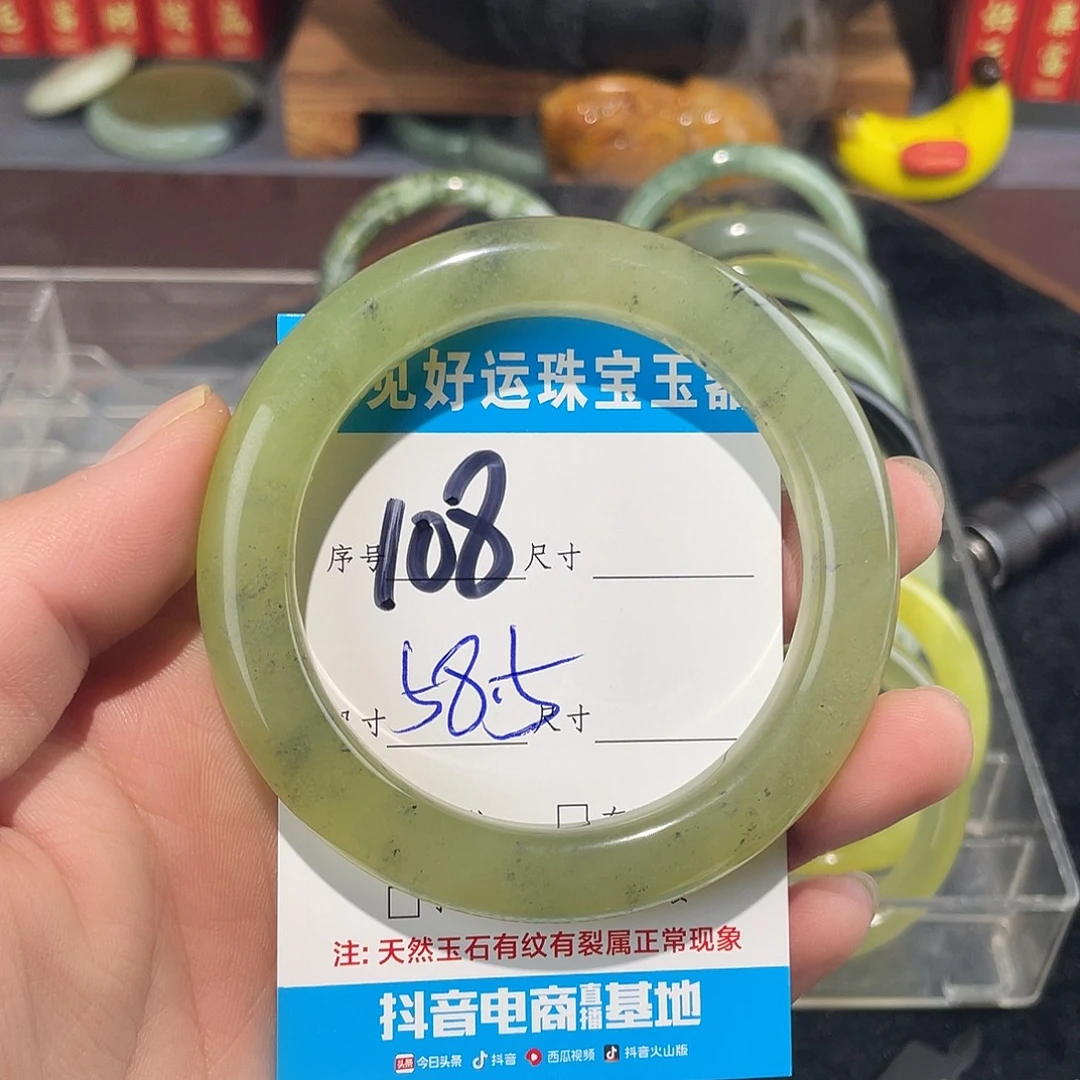 见好运珠宝玉器
序号 108 尺寸
寸 58.5 尺寸
注: 天然玉石有纹有裂属正常现象
抖音电商直播基地
头条 今日头条 抖音 西瓜视频 抖音火山版